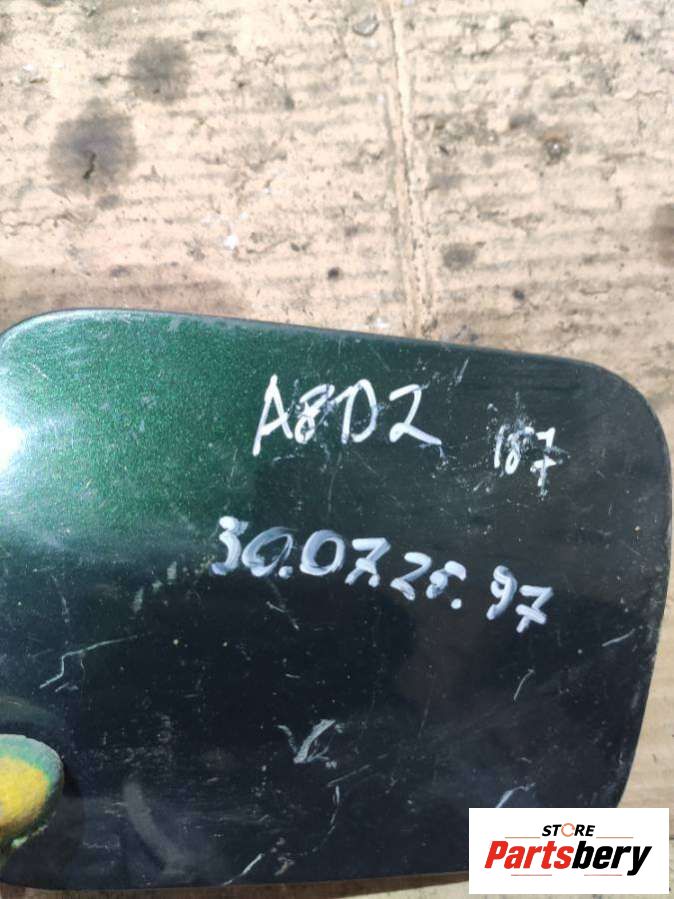 A8D2
187
30.07.25. 97
V
STORE
Partsbery